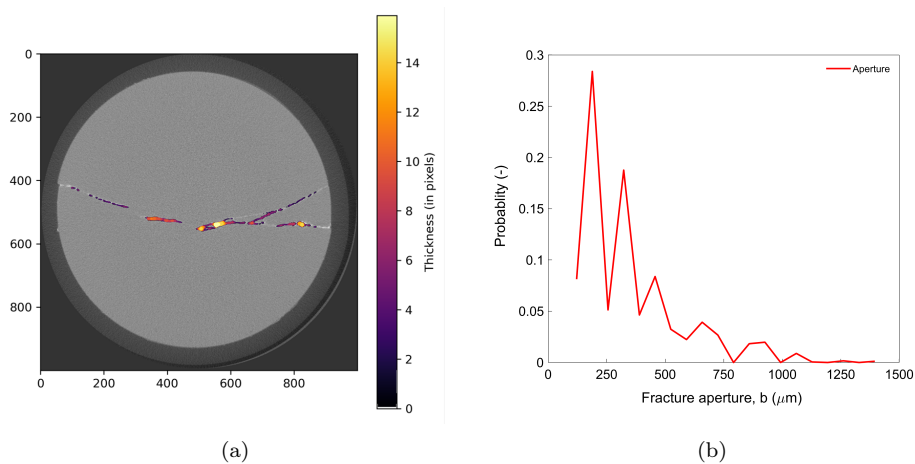 0
200
400
600
800
0 200 400 600 800
14
12
10
8
6
4
2
0
Thickness (in pixels)
(a)
0.3
0.25
0.2
0.15
0.1
0.05
0
Probablity (-)
Aperture
0 250 500 750 1000 1250 1500
Fracture aperture, b (μm)
(b)